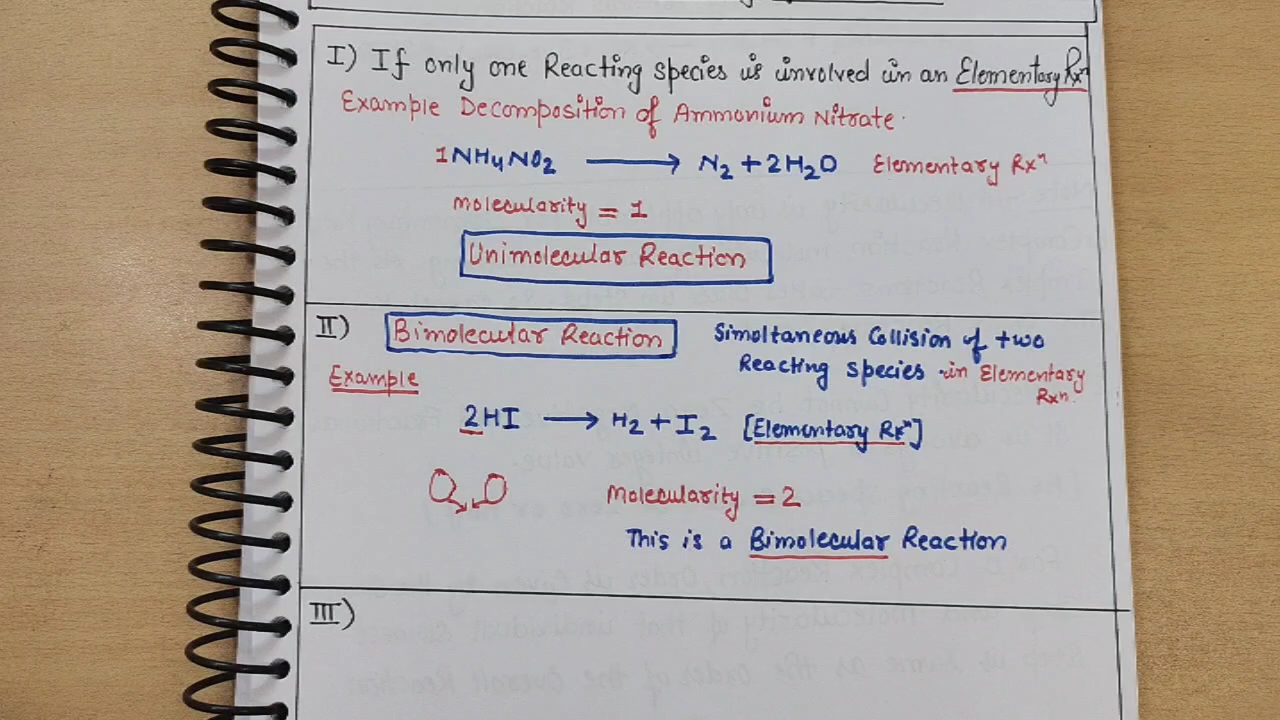 I) If only one Reacting species is involved in an Elementary Rxⁿ
Example Decomposition of Ammonium Nitrate.
1NH₄NO₂ ⟶ N₂ + 2H₂O Elementary Rxⁿ
Molecularity = 1
Unimolecular Reaction
II) Bimolecular Reaction Simoltaneous Collision of two
Reacting species in Elementary
Rxn.
Example
2HI ⟶ H₂ + I₂ [Elementary Rxⁿ]
Molecularity = 2
This is a Bimolecular Reaction
III)